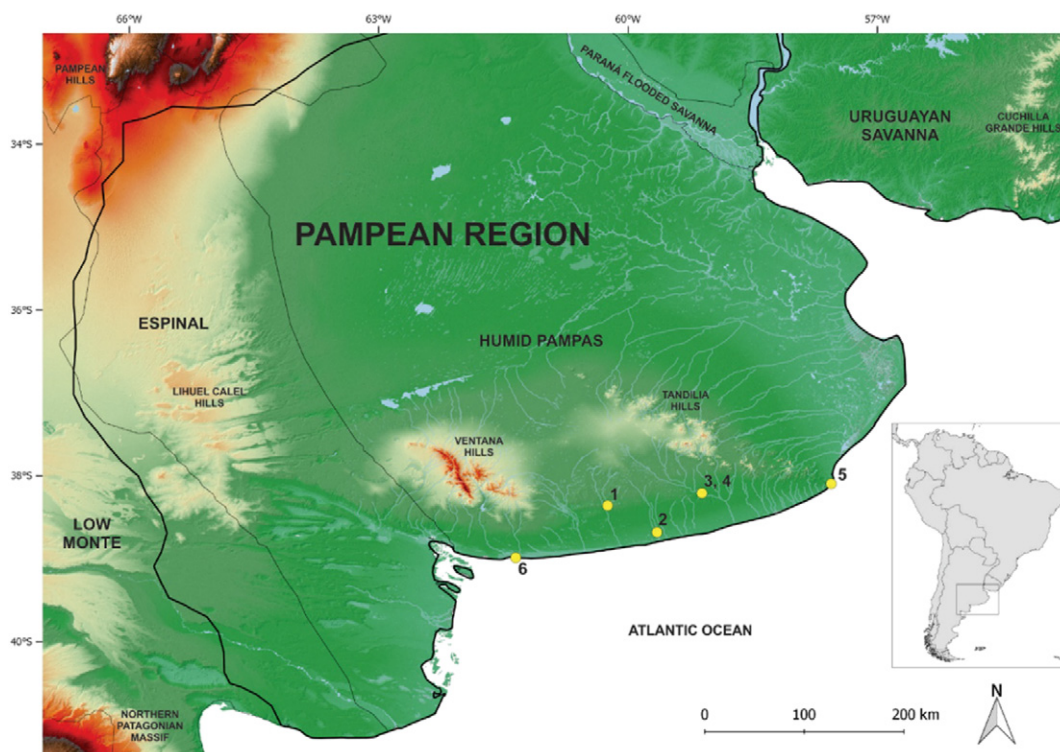 66°W
63°W
60°W
57°W
PAMPEAN
HILLS
PARANÁ FLOODED SAVANNA
URUGUAYAN
SAVANNA
CUCHILLA
GRANDE HILLS
34°S
PAMPEAN REGION
36°S
ESPINAL
HUMID PAMPAS
LIHUEL CALEL
HILLS
TANDILIA
HILLS
VENTANA
HILLS
38°S
1
3, 4
5
2
LOW
MONTE
6
ATLANTIC OCEAN
40°S
NORTHERN
PATAGONIAN
MASSIF
0
100
200 km
N